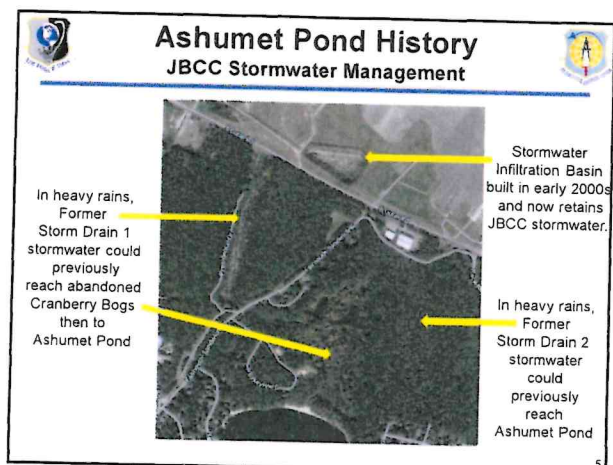 Ashumet Pond History
JBCC Stormwater Management
In heavy rains,
Former
Storm Drain 1
stormwater could
previously
reach abandoned
Cranberry Bogs
then to
Ashumet Pond
Stormwater
Infiltration Basin
built in early 2000s
and now retains
JBCC stormwater.
In heavy rains,
Former
Storm Drain 2
stormwater
could
previously
reach
Ashumet Pond
5